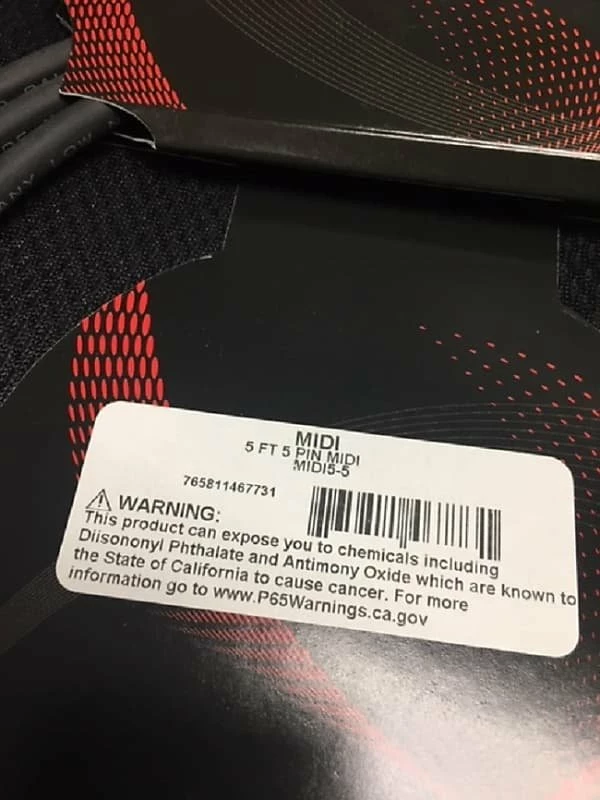 MIDI
5 FT 5 PIN MIDI
MIDI5-5
765811467731
WARNING:
This product can expose you to chemicals including
Diisononyl Phthalate and Antimony Oxide which are known to
the State of California to cause cancer. For more
information go to www.P65Warnings.ca.gov